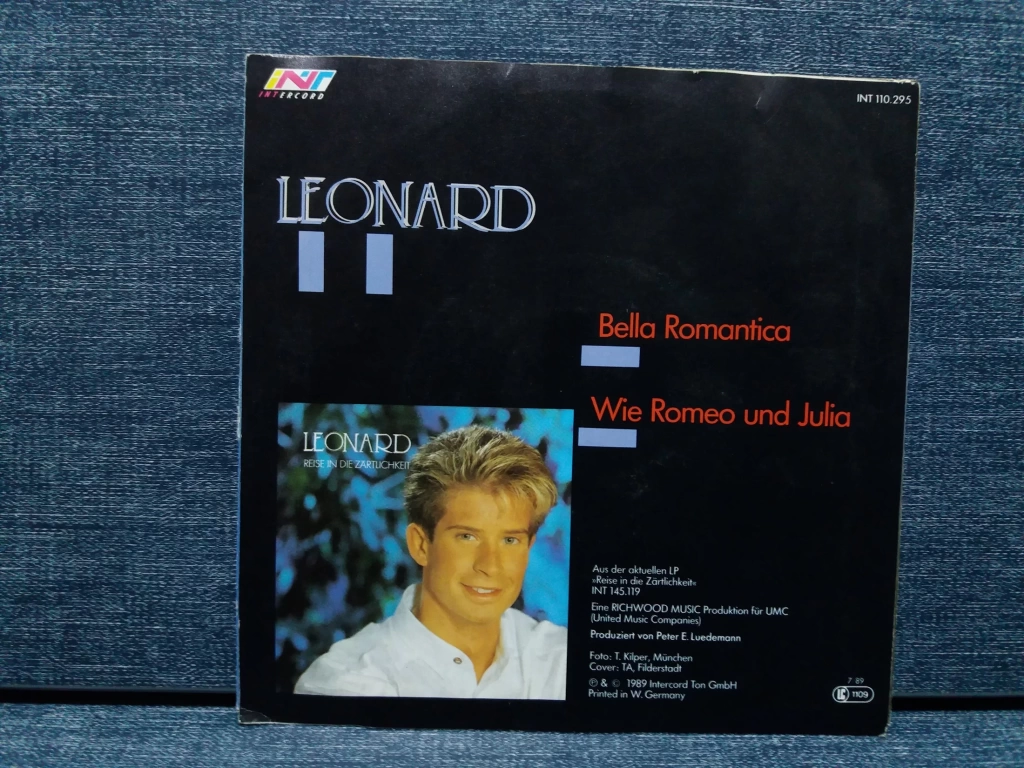 INT
INTERCORD
INT 110.295
LEONARD
Bella Romantica
Wie Romeo und Julia
LEONARD
REISE IN DIE ZÄRTLICHKEIT
Aus der aktuellen LP
»Reise in die Zärtlichkeit«
INT 145.119
Eine RICHWOOD MUSIC Produktion für UMC
(United Music Companies)
Produziert von Peter E. Luedemann
Foto: T. Kilper, München
Cover: TA, Filderstadt
℗ & © 1989 Intercord Ton GmbH
Printed in W. Germany
7 89
LC 1109